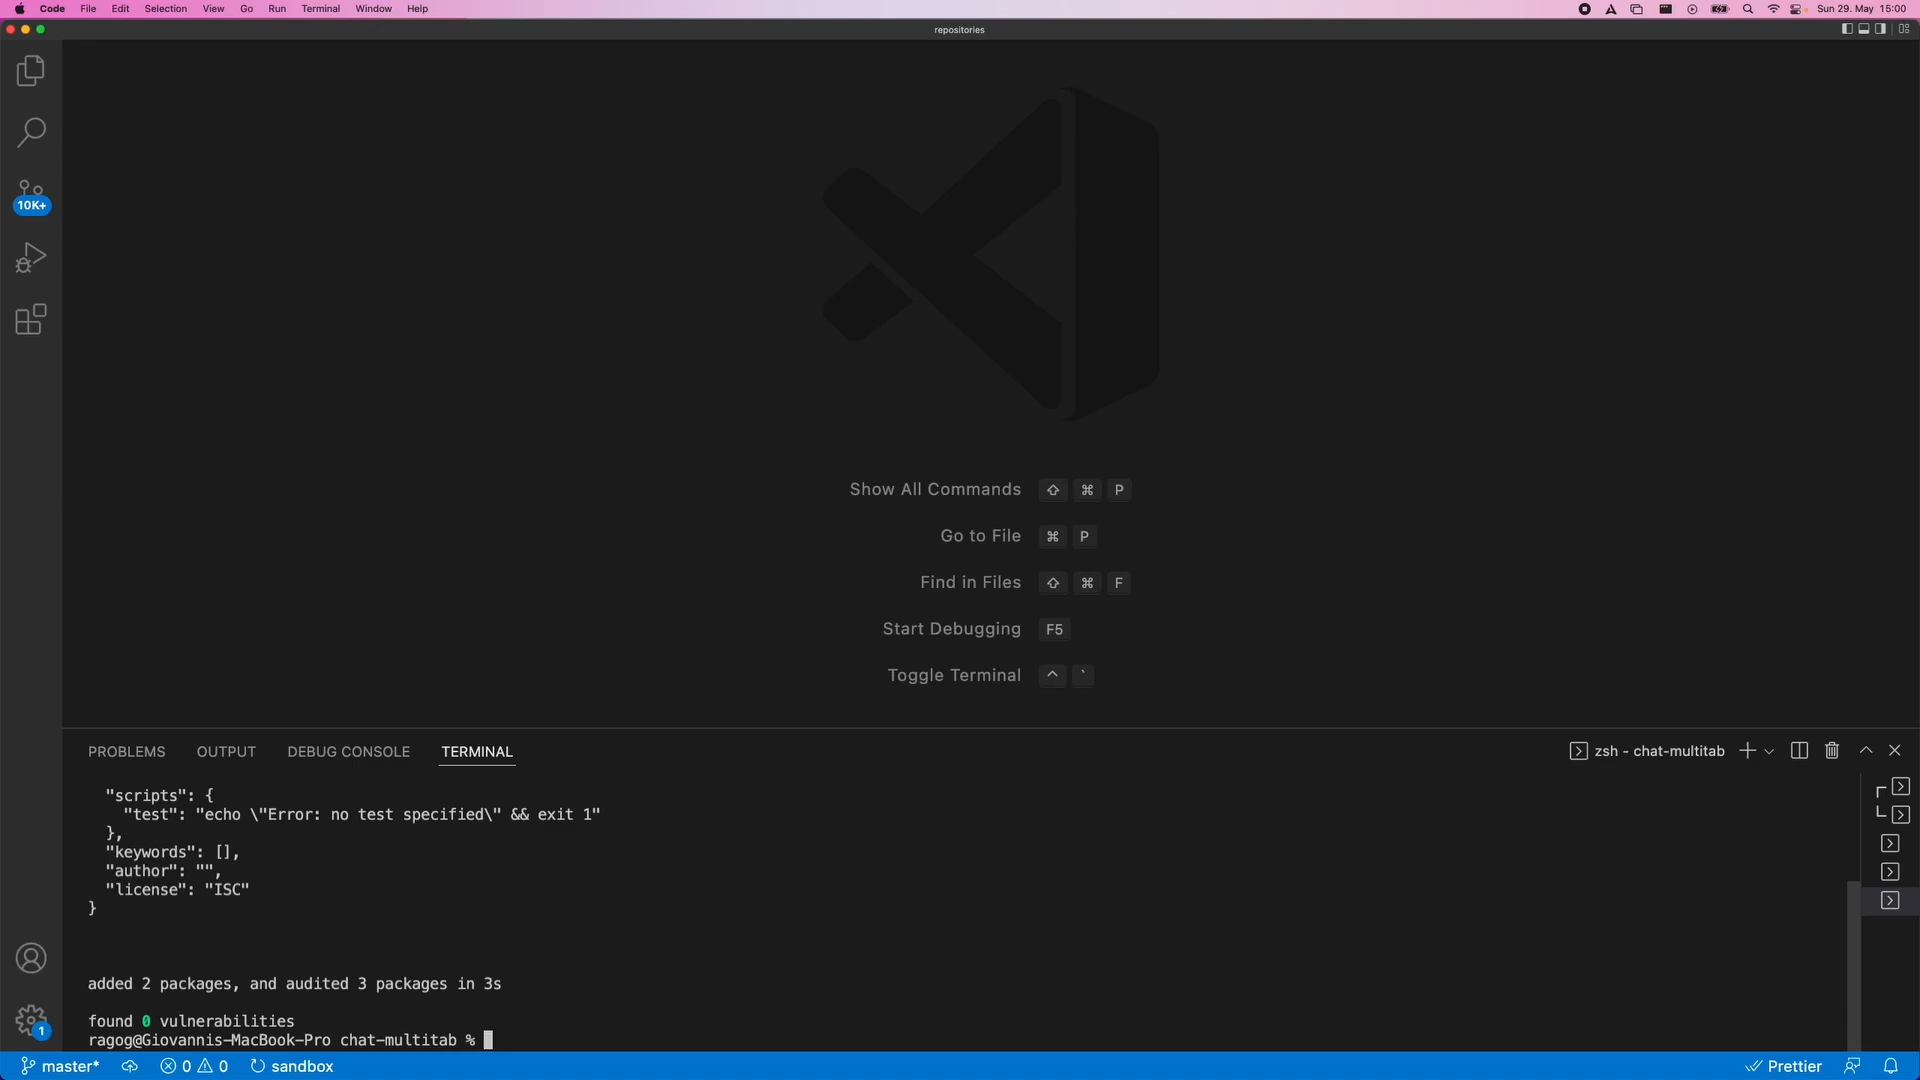 Code File Edit Selection View Go Run Terminal Window Help
Sun 29. May 15:00
repositories
10K+
Show All Commands ⇧ ⌘ P
Go to File ⌘ P
Find in Files ⇧ ⌘ F
Start Debugging F5
Toggle Terminal ^ `
PROBLEMS OUTPUT DEBUG CONSOLE TERMINAL
zsh - chat-multitab
"scripts": {
"test": "echo \"Error: no test specified\" && exit 1"
},
"keywords": [],
"author": "",
"license": "ISC"
}
added 2 packages, and audited 3 packages in 3s
found 0 vulnerabilities
ragog@Giovannis-MacBook-Pro chat-multitab %
1
master* 0 0 sandbox
Prettier